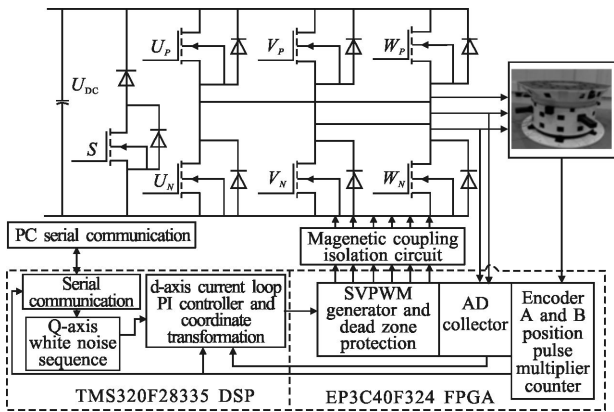 U_P
V_P
W_P
U_DC
S
U_N
V_N
W_N
PC serial communication
Magenetic coupling
isolation circuit
Serial
communication
Q-axis
white noise
sequence
d-axis current loop
PI controller and
coordinate
transformation
SVPWM
generator and
dead zone
protection
AD
collector
Encoder
A and B
position
pulse
multiplier
counter
TMS320F28335 DSP
EP3C40F324 FPGA